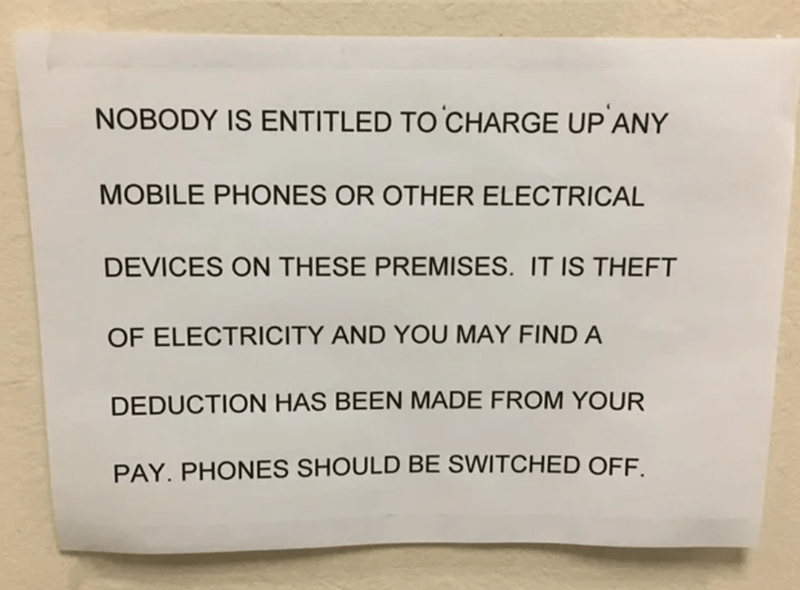 NOBODY IS ENTITLED TO ‘CHARGE UP‘ ANY
MOBILE PHONES OR OTHER ELECTRICAL
DEVICES ON THESE PREMISES. IT IS THEFT
OF ELECTRICITY AND YOU MAY FIND A
DEDUCTION HAS BEEN MADE FROM YOUR
PAY. PHONES SHOULD BE SWITCHED OFF.